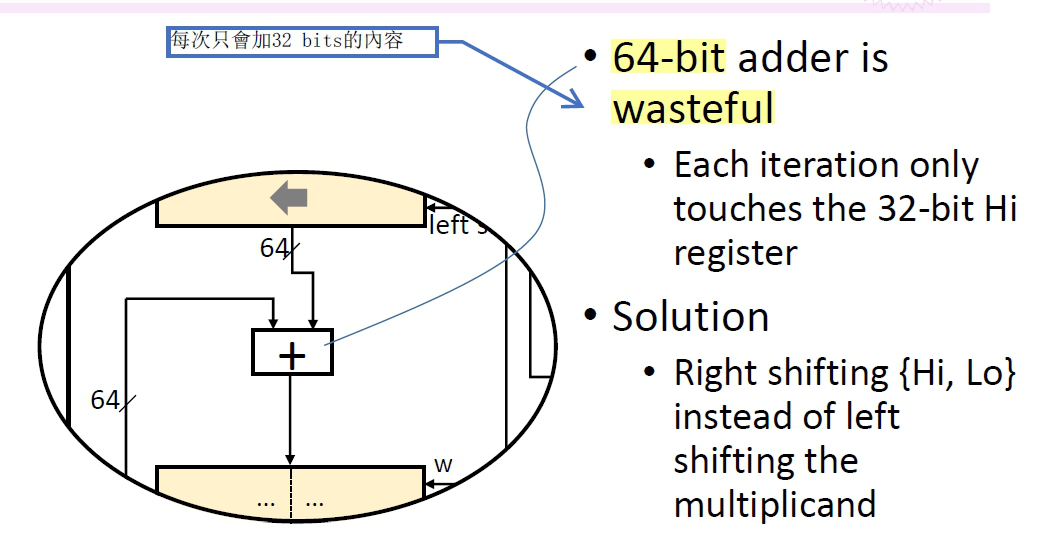 每次只會加32 bits的內容
• 64-bit adder is
wasteful
• Each iteration only
touches the 32-bit Hi
register
• Solution
• Right shifting {Hi, Lo}
instead of left
shifting the
multiplicand
left s
64
+
64
w
... ...